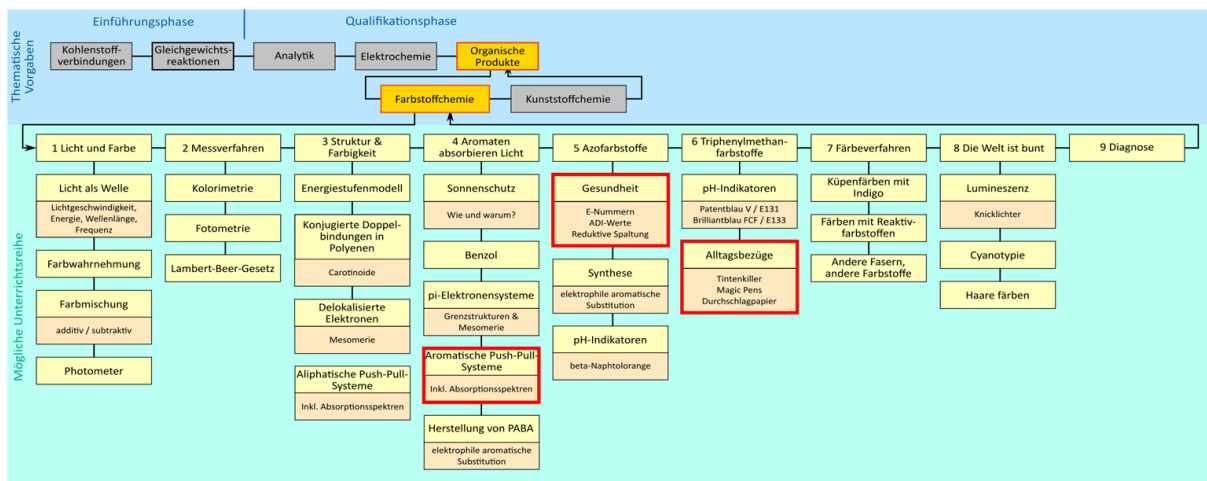 Einführungsphase
Qualifikationsphase
Thematische
Vorgaben
Kohlenstoff-
verbindungen
Gleichgewichts-
reaktionen
Analytik
Elektrochemie
Organische
Produkte
Farbstoffchemie
Kunststoffchemie
Mögliche Unterrichtsreihe
1 Licht und Farbe
Licht als Welle
Lichtgeschwindigkeit,
Energie, Wellenlänge,
Frequenz
Farbwahrnehmung
Farbmischung
additiv / subtraktiv
Photometer
2 Messverfahren
Kolorimetrie
Fotometrie
Lambert-Beer-Gesetz
3 Struktur &
Farbigkeit
Energiestufenmodell
Konjugierte Doppel-
bindungen in
Polyenen
Carotinoide
Delokalisierte
Elektronen
Mesomerie
Aliphatische Push-Pull-
Systeme
Inkl. Absorptionsspektren
4 Aromaten
absorbieren Licht
Sonnenschutz
Wie und warum?
Benzol
pi-Elektronensysteme
Grenzstrukturen &
Mesomerie
Aromatische Push-Pull-
Systeme
Inkl. Absorptionsspektren
Herstellung von PABA
elektrophile aromatische
Substitution
5 Azofarbstoffe
Gesundheit
E-Nummern
ADI-Werte
Reduktive Spaltung
Synthese
elektrophile aromatische
Substitution
pH-Indikatoren
beta-Naphtolorange
6 Triphenylmethan-
farbstoffe
pH-Indikatoren
Patentblau V / E131
Brilliantblau FCF / E133
Alltagsbezüge
Tintenkiller
Magic Pens
Durchschlagpapier
7 Färbeverfahren
Küpenfärben mit
Indigo
Färben mit Reaktiv-
farbstoffen
Andere Fasern,
andere Farbstoffe
8 Die Welt ist bunt
Lumineszenz
Knicklichter
Cyanotypie
Haare färben
9 Diagnose